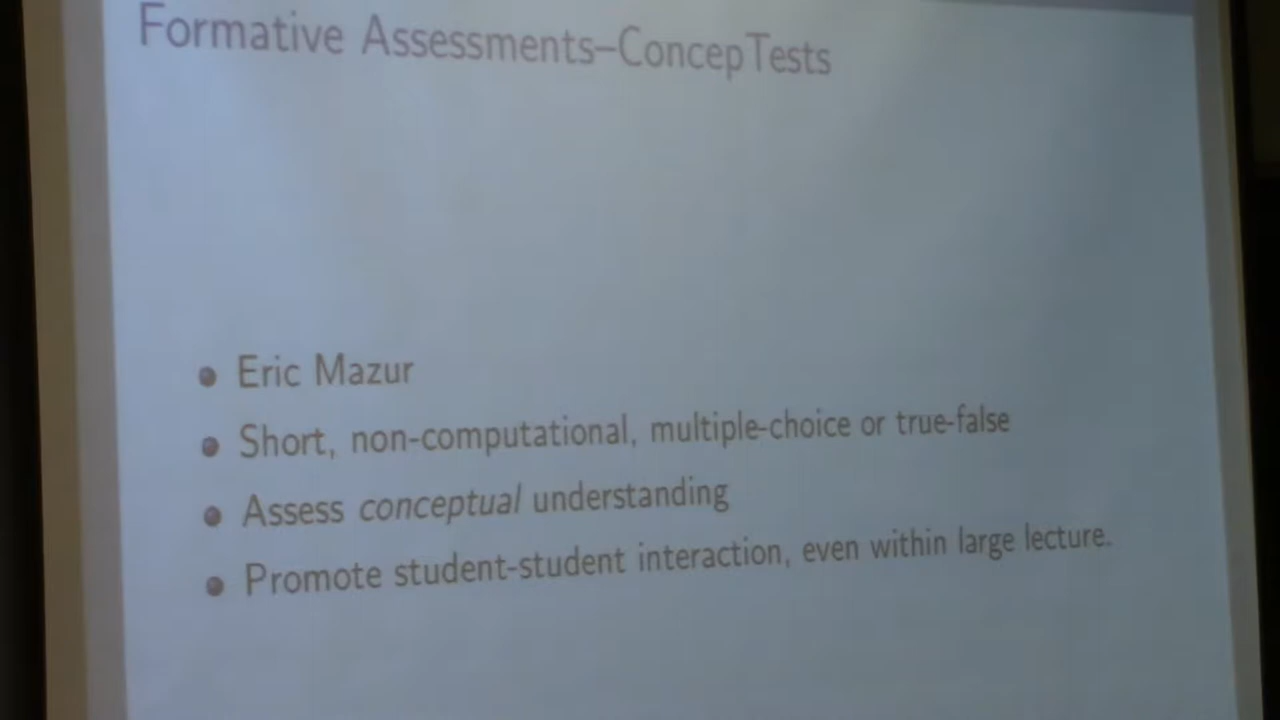 Formative Assessments–ConcepTests
Eric Mazur
Short, non-computational, multiple-choice or true-false
Assess conceptual understanding
Promote student-student interaction, even within large lecture.